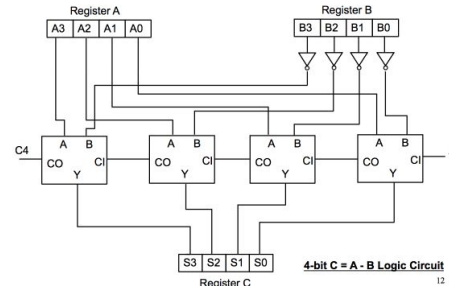 Register A
Register B
A3 A2 A1 A0
B3 B2 B1 B0
C4
A B
CO CI
Y
A B
CO CI
Y
A B
CO CI
Y
A B
CO CI
Y
S3 S2 S1 S0
Register C
4-bit C = A - B Logic Circuit
12